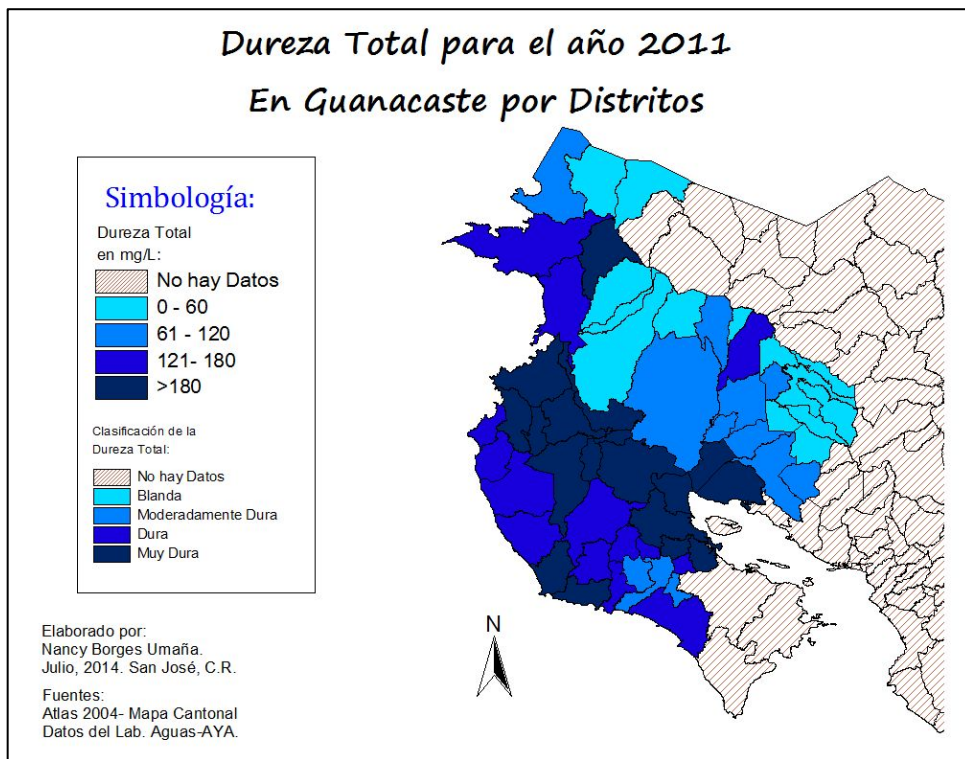 Dureza Total para el año 2011
En Guanacaste por Distritos
Simbología:
Dureza Total
en mg/L:
No hay Datos
0 - 60
61 - 120
121- 180
>180
Clasificación de la
Dureza Total:
No hay Datos
Blanda
Moderadamente Dura
Dura
Muy Dura
Elaborado por:
Nancy Borges Umaña.
Julio, 2014. San José, C.R.
Fuentes:
Atlas 2004- Mapa Cantonal
Datos del Lab. Aguas-AYA.
N